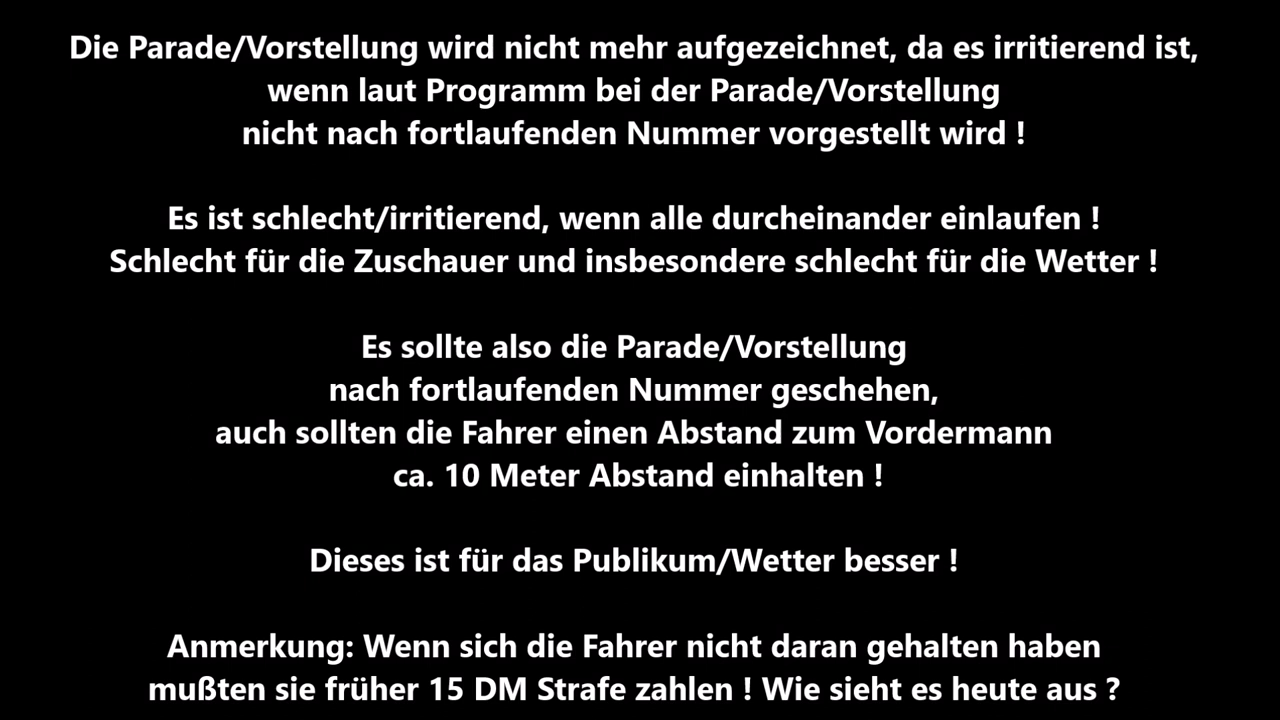 Die Parade/Vorstellung wird nicht mehr aufgezeichnet, da es irritierend ist,
wenn laut Programm bei der Parade/Vorstellung
nicht nach fortlaufenden Nummer vorgestellt wird !
Es ist schlecht/irritierend, wenn alle durcheinander einlaufen !
Schlecht für die Zuschauer und insbesondere schlecht für die Wetter !
Es sollte also die Parade/Vorstellung
nach fortlaufenden Nummer geschehen,
auch sollten die Fahrer einen Abstand zum Vordermann
ca. 10 Meter Abstand einhalten !
Dieses ist für das Publikum/Wetter besser !
Anmerkung: Wenn sich die Fahrer nicht daran gehalten haben
mußten sie früher 15 DM Strafe zahlen ! Wie sieht es heute aus ?